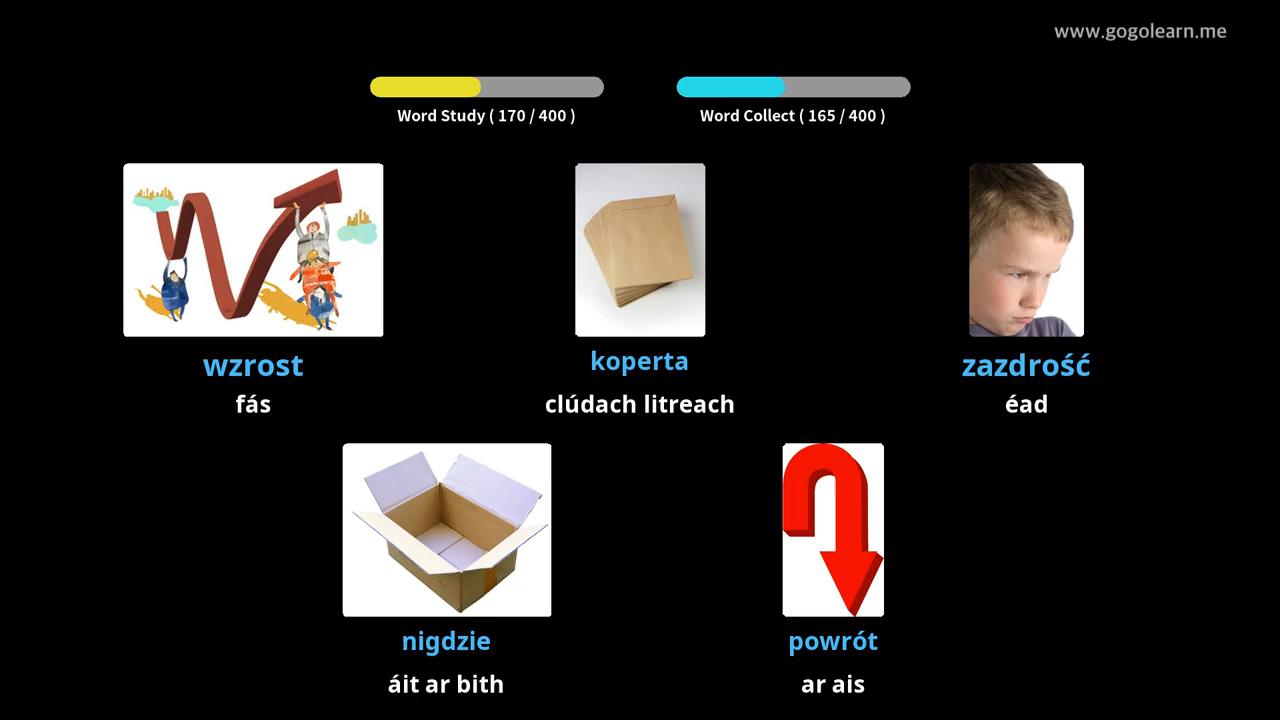 www.gogolearn.me
Word Study ( 170 / 400 )
Word Collect ( 165 / 400 )
wzrost
fás
koperta
clúdach litreach
zazdrość
éad
nigdzie
áit ar bith
powrót
ar ais